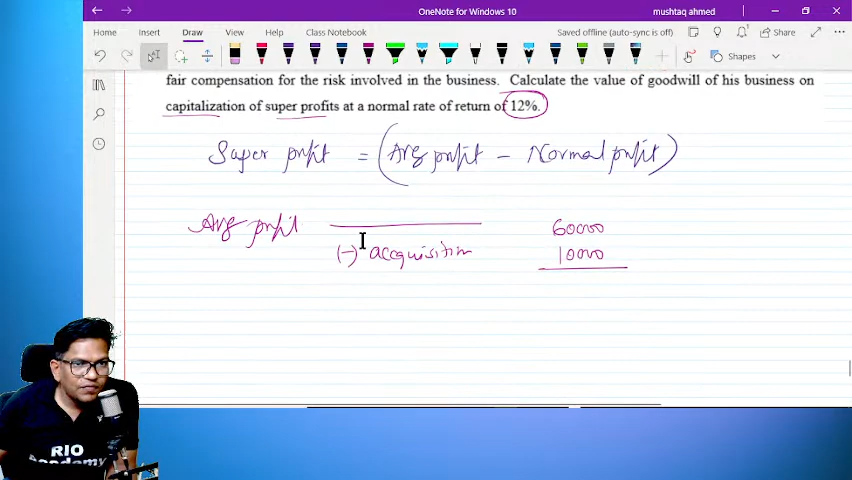 OneNote for Windows 10
mushtaq ahmed
Home Insert Draw View Help Class Notebook
Saved offline (auto-sync is off)
Share
Shapes
fair compensation for the risk involved in the business. Calculate the value of goodwill of his business on
capitalization of super profits at a normal rate of return of 12%.
Super profit = (Avg profit - Normal profit)
Avg profit 60000
(-) accquisition 10000
RIO
Academy